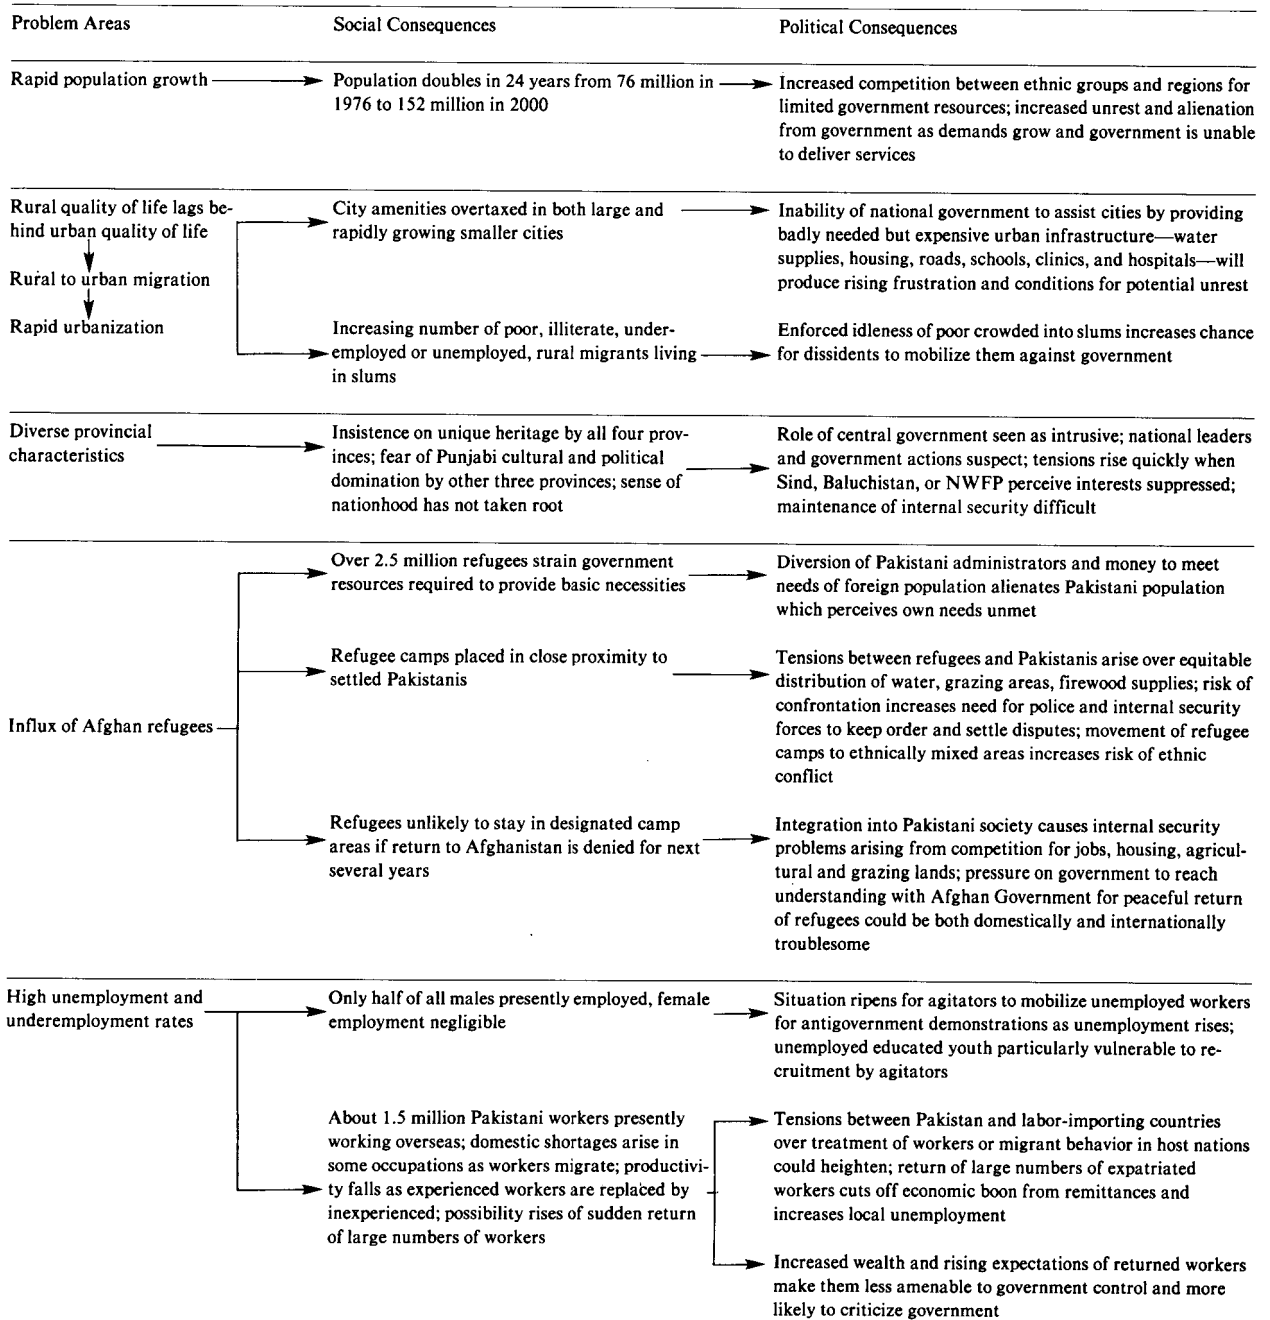 Problem Areas
Social Consequences
Political Consequences
Rapid population growth
Population doubles in 24 years from 76 million in
1976 to 152 million in 2000
Increased competition between ethnic groups and regions for
limited government resources; increased unrest and alienation
from government as demands grow and government is unable
to deliver services
Rural quality of life lags be-
hind urban quality of life
Rural to urban migration
Rapid urbanization
City amenities overtaxed in both large and
rapidly growing smaller cities
Inability of national government to assist cities by providing
badly needed but expensive urban infrastructure—water
supplies, housing, roads, schools, clinics, and hospitals—will
produce rising frustration and conditions for potential unrest
Increasing number of poor, illiterate, under-
employed or unemployed, rural migrants living
in slums
Enforced idleness of poor crowded into slums increases chance
for dissidents to mobilize them against government
Diverse provincial
characteristics
Insistence on unique heritage by all four prov-
inces; fear of Punjabi cultural and political
domination by other three provinces; sense of
nationhood has not taken root
Role of central government seen as intrusive; national leaders
and government actions suspect; tensions rise quickly when
Sind, Baluchistan, or NWFP perceive interests suppressed;
maintenance of internal security difficult
Influx of Afghan refugees
Over 2.5 million refugees strain government
resources required to provide basic necessities
Diversion of Pakistani administrators and money to meet
needs of foreign population alienates Pakistani population
which perceives own needs unmet
Refugee camps placed in close proximity to
settled Pakistanis
Tensions between refugees and Pakistanis arise over equitable
distribution of water, grazing areas, firewood supplies; risk of
confrontation increases need for police and internal security
forces to keep order and settle disputes; movement of refugee
camps to ethnically mixed areas increases risk of ethnic
conflict
Refugees unlikely to stay in designated camp
areas if return to Afghanistan is denied for next
several years
Integration into Pakistani society causes internal security
problems arising from competition for jobs, housing, agricul-
tural and grazing lands; pressure on government to reach
understanding with Afghan Government for peaceful return
of refugees could be both domestically and internationally
troublesome
High unemployment and
underemployment rates
Only half of all males presently employed, female
employment negligible
Situation ripens for agitators to mobilize unemployed workers
for antigovernment demonstrations as unemployment rises;
unemployed educated youth particularly vulnerable to re-
cruitment by agitators
About 1.5 million Pakistani workers presently
working overseas; domestic shortages arise in
some occupations as workers migrate; productivi-
ty falls as experienced workers are replaced by
inexperienced; possibility rises of sudden return
of large numbers of workers
Tensions between Pakistan and labor-importing countries
over treatment of workers or migrant behavior in host nations
could heighten; return of large numbers of expatriated
workers cuts off economic boon from remittances and
increases local unemployment
Increased wealth and rising expectations of returned workers
make them less amenable to government control and more
likely to criticize government